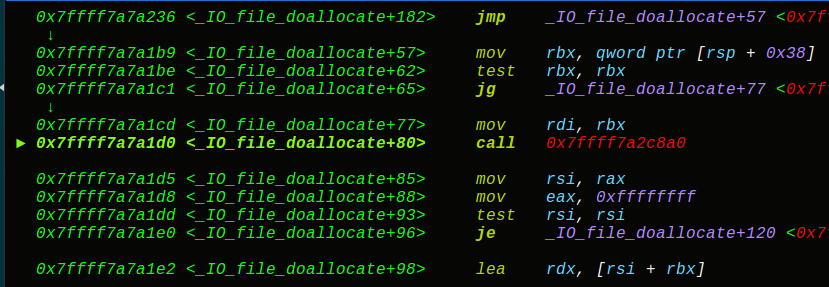 0x7ffff7a7a236 <_IO_file_doallocate+182> jmp _IO_file_doallocate+57 <0x7f
↓
0x7ffff7a7a1b9 <_IO_file_doallocate+57> mov rbx, qword ptr [rsp + 0x38]
0x7ffff7a7a1be <_IO_file_doallocate+62> test rbx, rbx
0x7ffff7a7a1c1 <_IO_file_doallocate+65> jg _IO_file_doallocate+77 <0x7f
↓
0x7ffff7a7a1cd <_IO_file_doallocate+77> mov rdi, rbx
► 0x7ffff7a7a1d0 <_IO_file_doallocate+80> call 0x7ffff7a2c8a0
0x7ffff7a7a1d5 <_IO_file_doallocate+85> mov rsi, rax
0x7ffff7a7a1d8 <_IO_file_doallocate+88> mov eax, 0xffffffff
0x7ffff7a7a1dd <_IO_file_doallocate+93> test rsi, rsi
0x7ffff7a7a1e0 <_IO_file_doallocate+96> je _IO_file_doallocate+120 <0x7
0x7ffff7a7a1e2 <_IO_file_doallocate+98> lea rdx, [rsi + rbx]